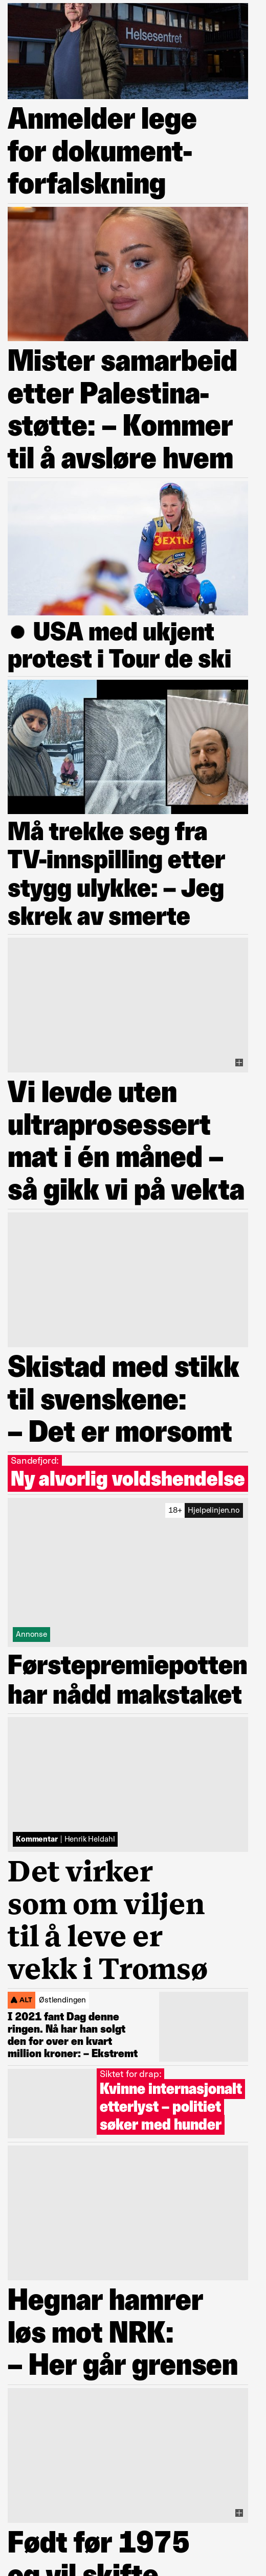 Helsesentret
Anmelder lege
for dokument-
forfalskning
Mister samarbeid
etter Palestina-
støtte: – Kommer
til å avsløre hvem
EXTRA
● USA med ukjent
protest i Tour de ski
Må trekke seg fra
TV-innspilling etter
stygg ulykke: – Jeg
skrek av smerte
Vi levde uten
ultraprosessert
mat i én måned –
så gikk vi på vekta
Skistad med stikk
til svenskene:
– Det er morsomt
Sandefjord:
Ny alvorlig voldshendelse
18+ Hjelpelinjen.no
Annonse
Førstepremiepotten
har nådd makstaket
Kommentar | Henrik Heldahl
Det virker
som om viljen
til å leve er
vekk i Tromsø
ALT Østlendingen
I 2021 fant Dag denne
ringen. Nå har han solgt
den for over en kvart
million kroner: – Ekstremt
Siktet for drap:
Kvinne internasjonalt
etterlyst – politiet
søker med hunder
Hegnar hamrer
løs mot NRK:
– Her går grensen
Født før 1975
og vil skifte